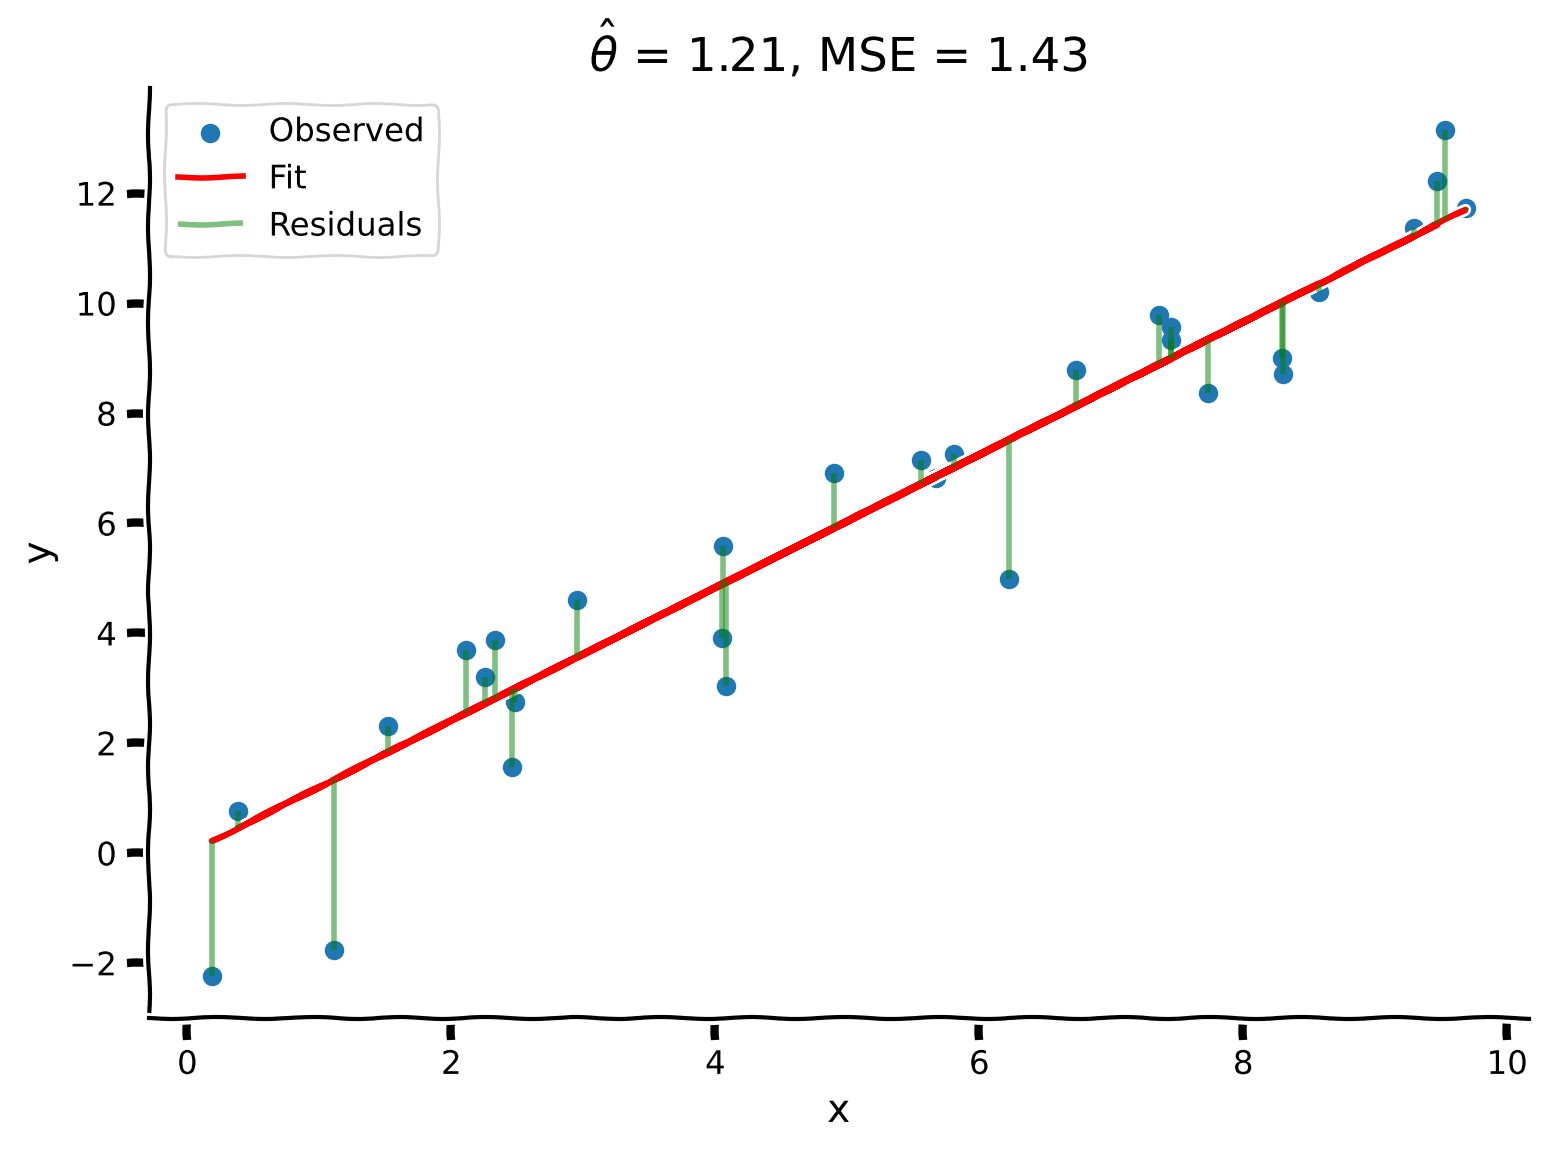 θ̂ = 1.21, MSE = 1.43
Observed
Fit
Residuals
12
10
8
6
4
2
0
−2
y
0 2 4 6 8 10
x